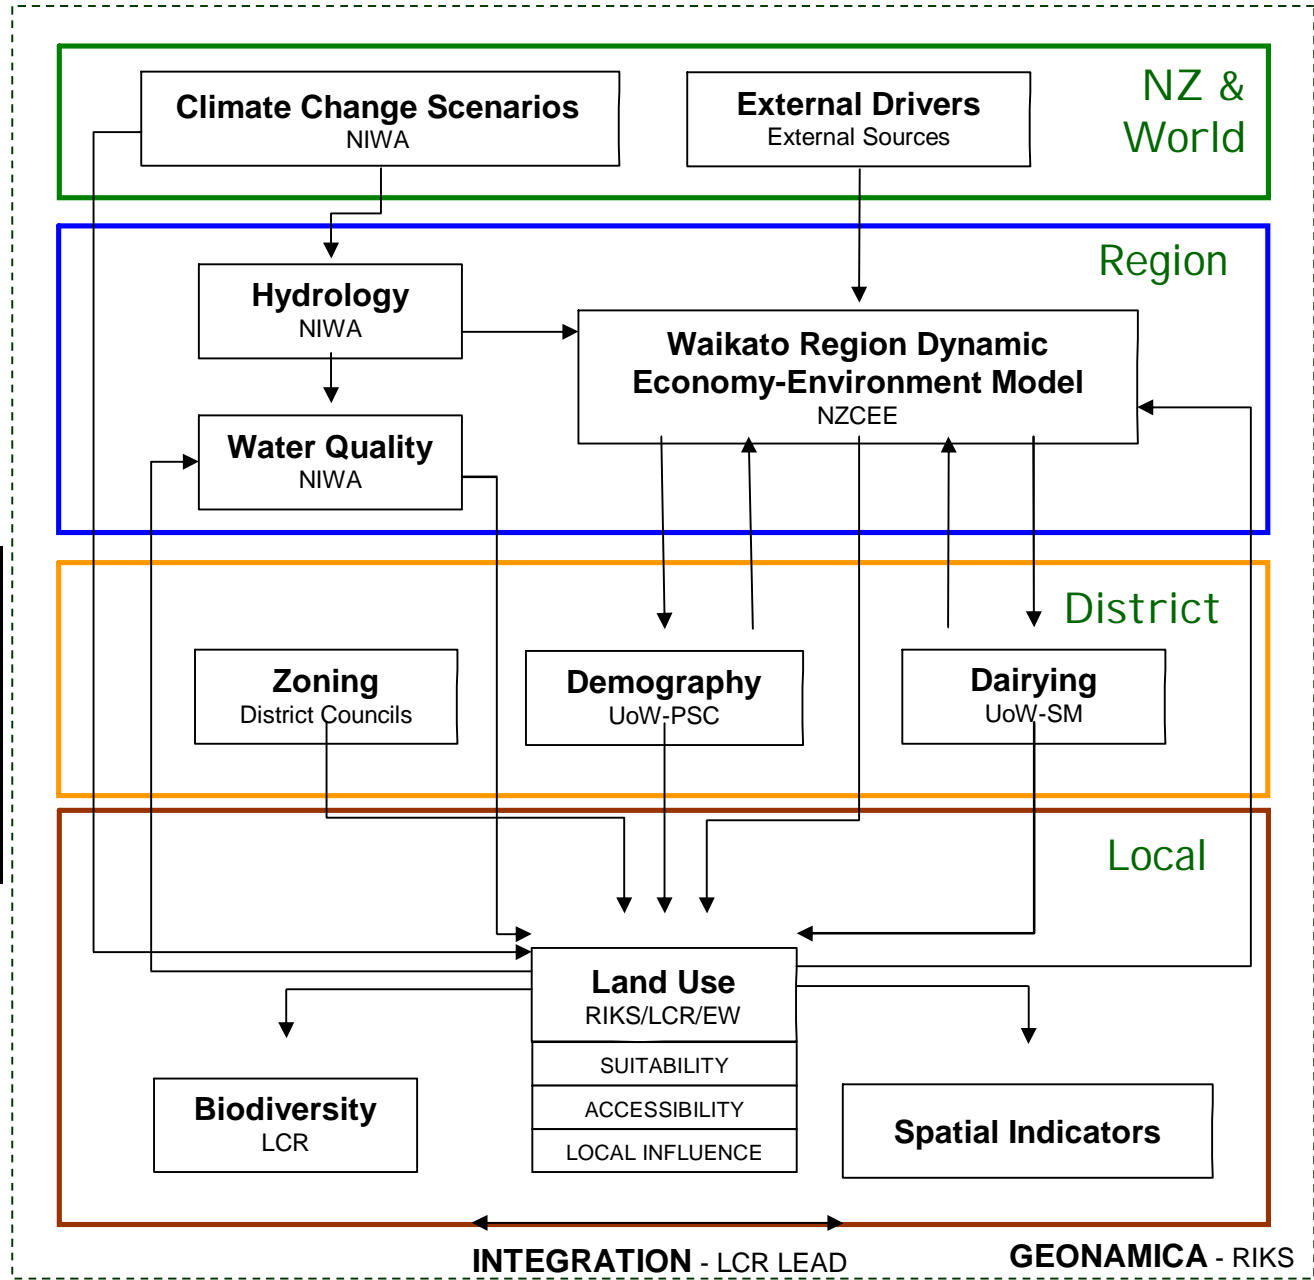 NZ &
World
Climate Change Scenarios
NIWA
External Drivers
External Sources
Region
Hydrology
NIWA
Waikato Region Dynamic
Economy-Environment Model
NZCEE
Water Quality
NIWA
District
Zoning
District Councils
Demography
UoW-PSC
Dairying
UoW-SM
Local
Land Use
RIKS/LCR/EW
SUITABILITY
ACCESSIBILITY
LOCAL INFLUENCE
Biodiversity
LCR
Spatial Indicators
INTEGRATION - LCR LEAD
GEONAMICA - RIKS